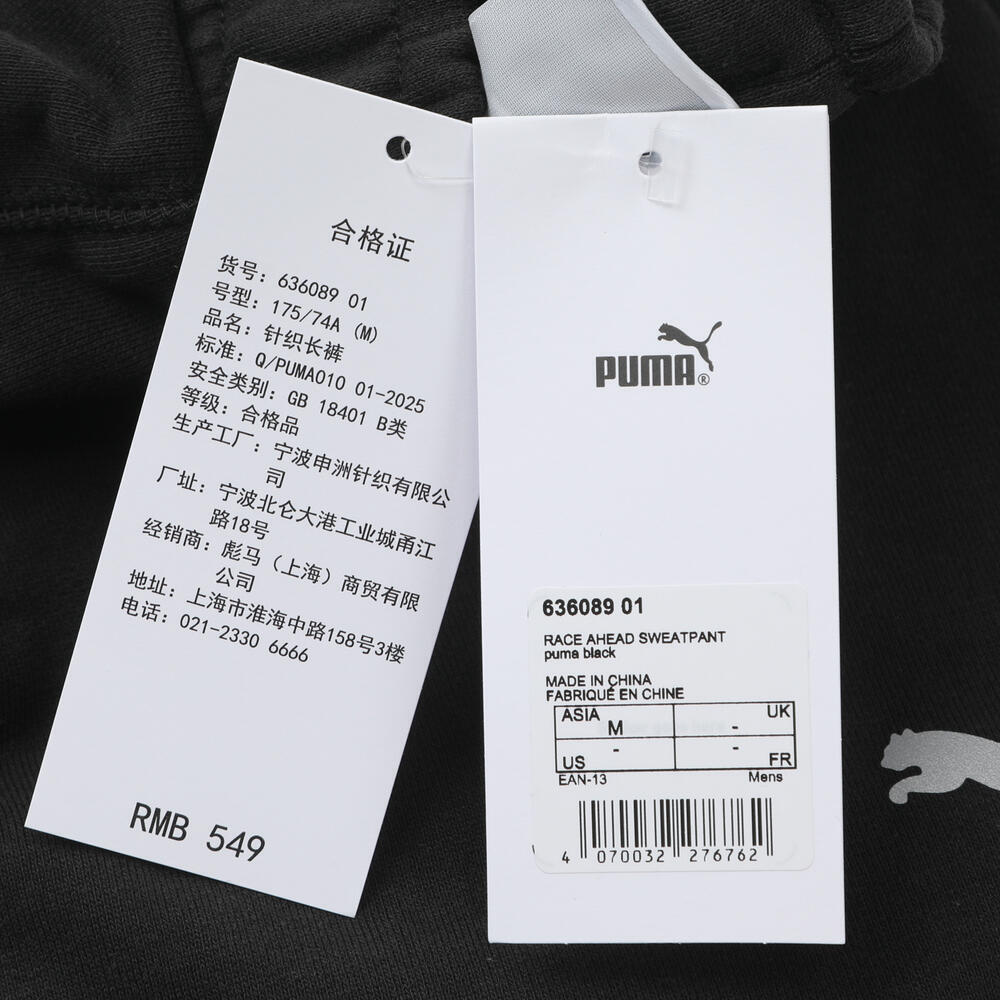 合格证
货号: 636089 01
号型: 175/74A (M)
品名: 针织长裤
标准: Q/PUMA010 01-2025
安全类别: GB 18401 B类
等级: 合格品
生产工厂: 宁波申洲针织有限公
司
厂址: 宁波北仑大港工业城甬江
路18号
经销商: 彪马（上海）商贸有限
公司
地址: 上海市淮海中路158号3楼
电话: 021-2330 6666
RMB 549
PUMA®
636089 01
RACE AHEAD SWEATPANT
puma black
MADE IN CHINA
FABRIQUÉ EN CHINE
ASIA M - UK
US - - FR
EAN-13 Mens
4 070032 276762